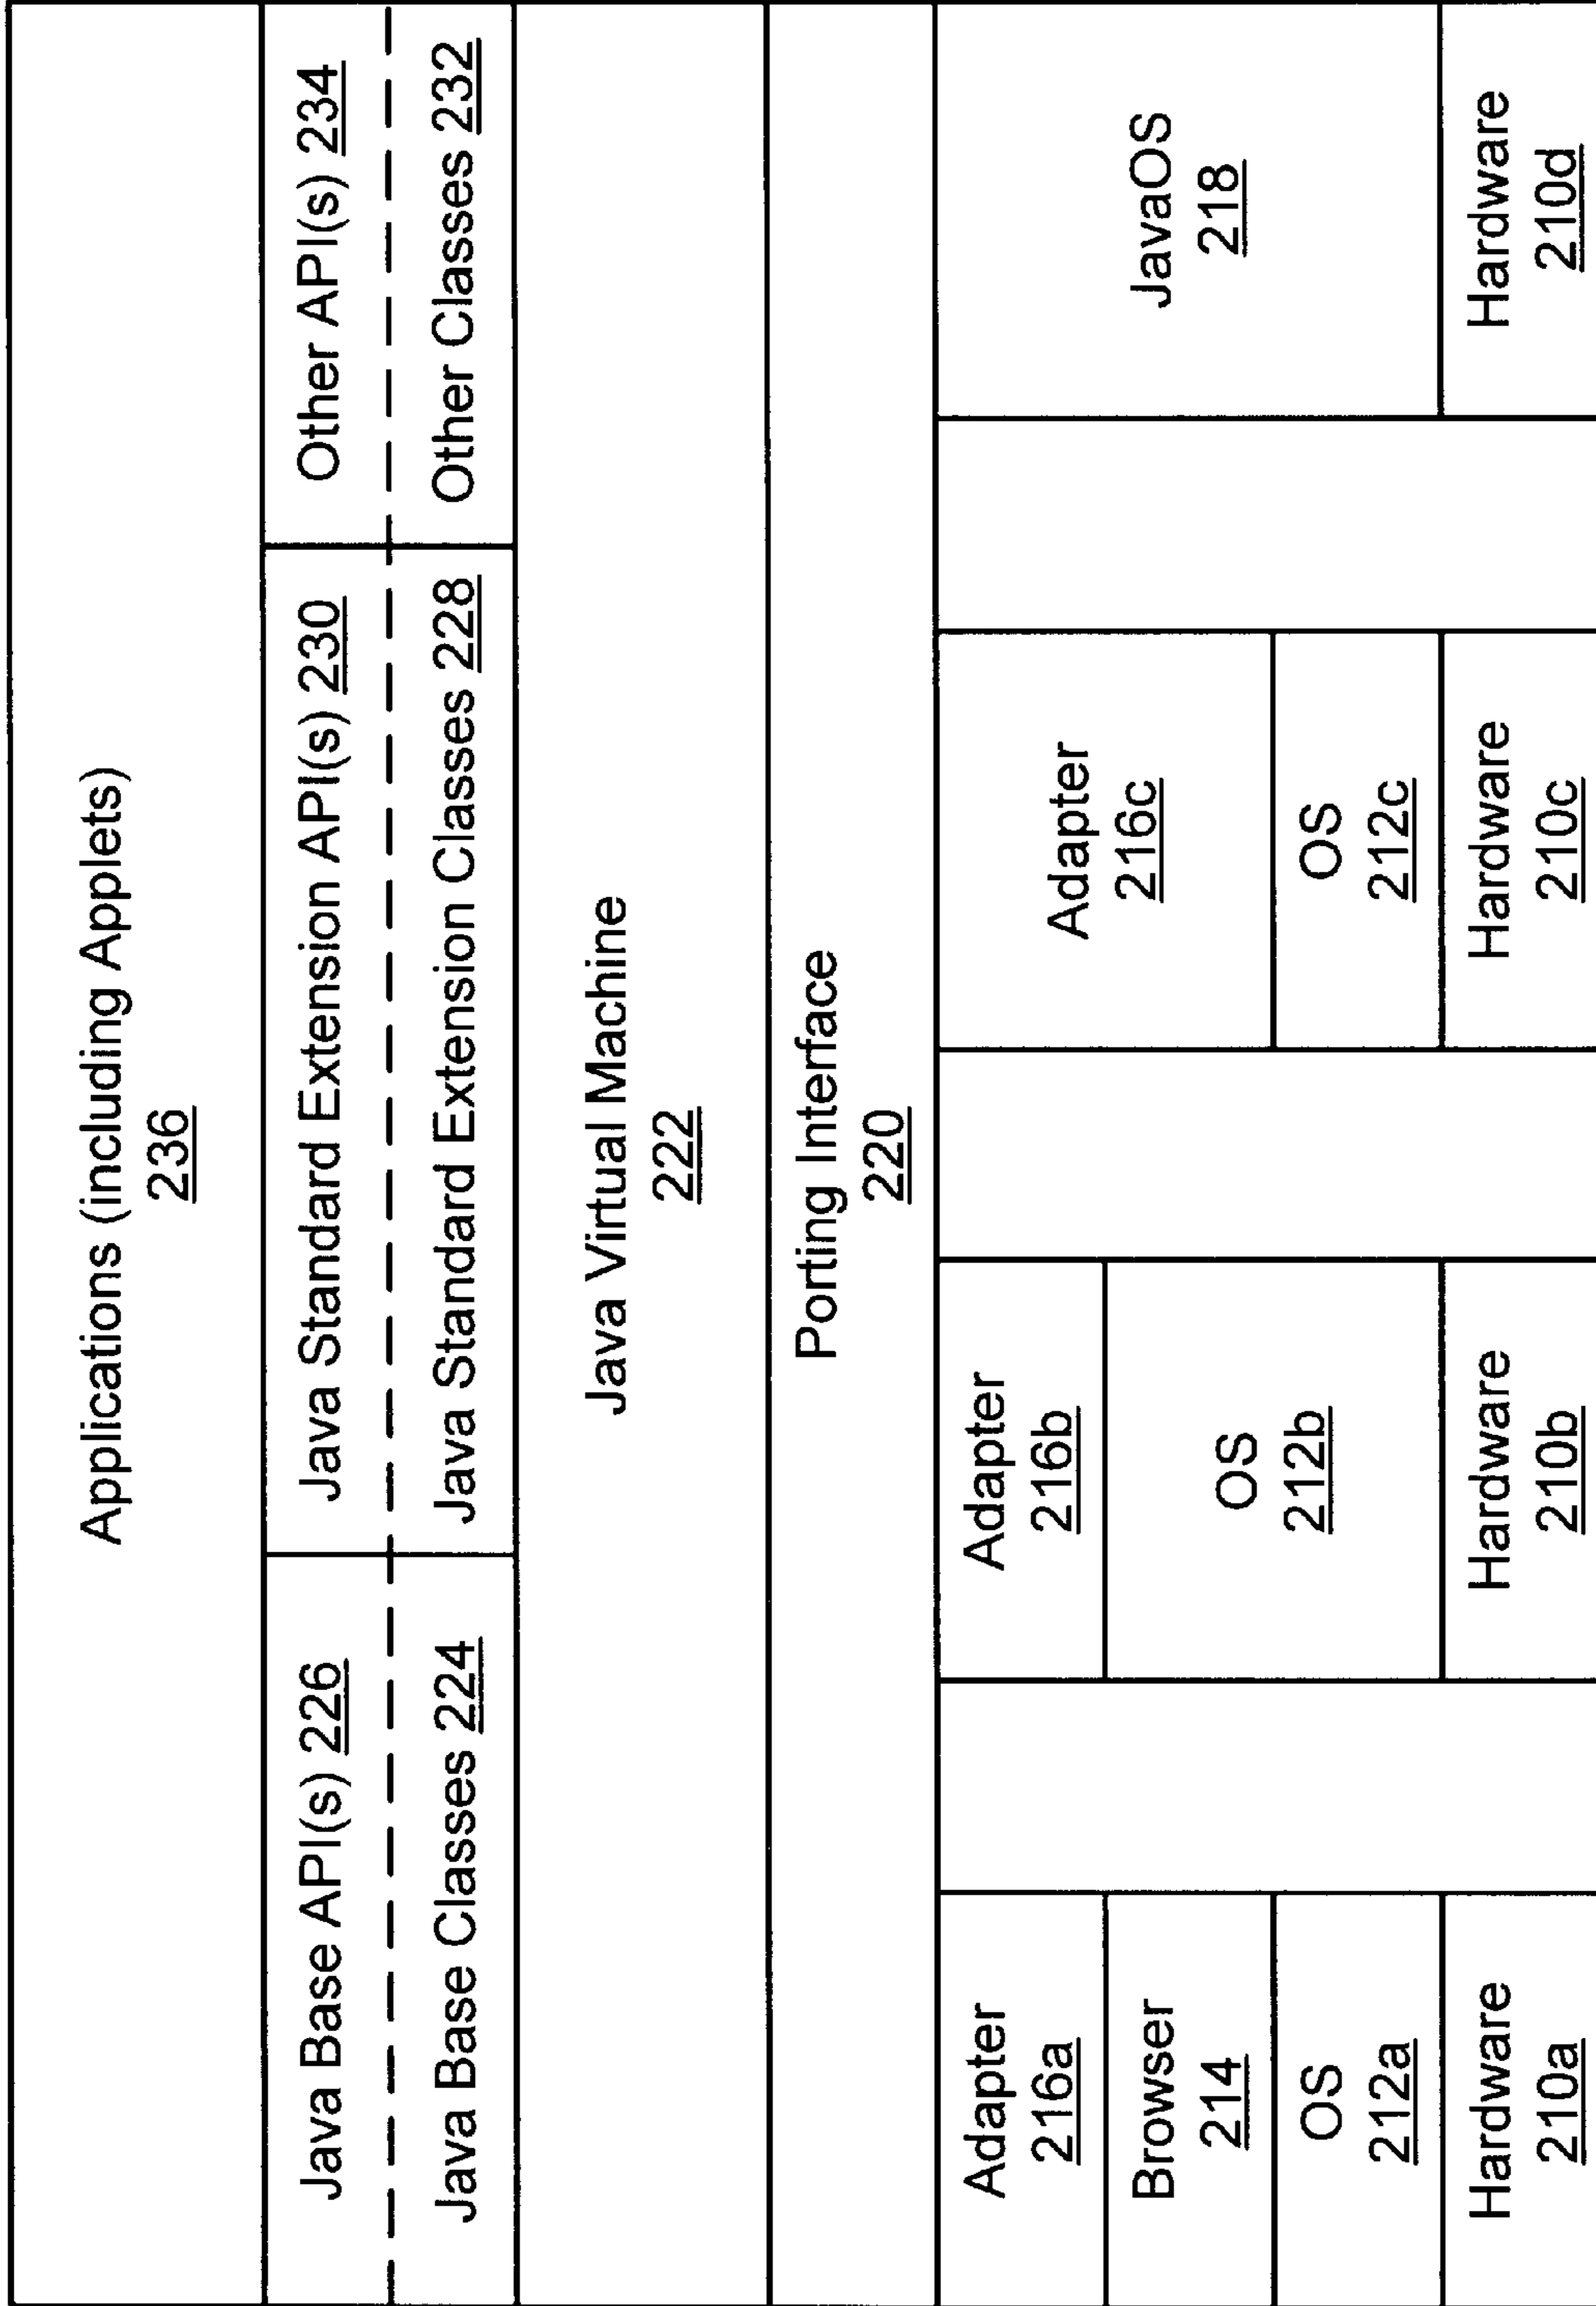 Applications (including Applets)
236
Java Base API(s) 226
Java Standard Extension API(s) 230
Other API(s) 234
Java Base Classes 224
Java Standard Extension Classes 228
Other Classes 232
Java Virtual Machine
222
Porting Interface
220
Adapter
216a
Browser
214
OS
212a
Hardware
210a
Adapter
216b
OS
212b
Hardware
210b
Adapter
216c
OS
212c
Hardware
210c
JavaOS
218
Hardware
210d